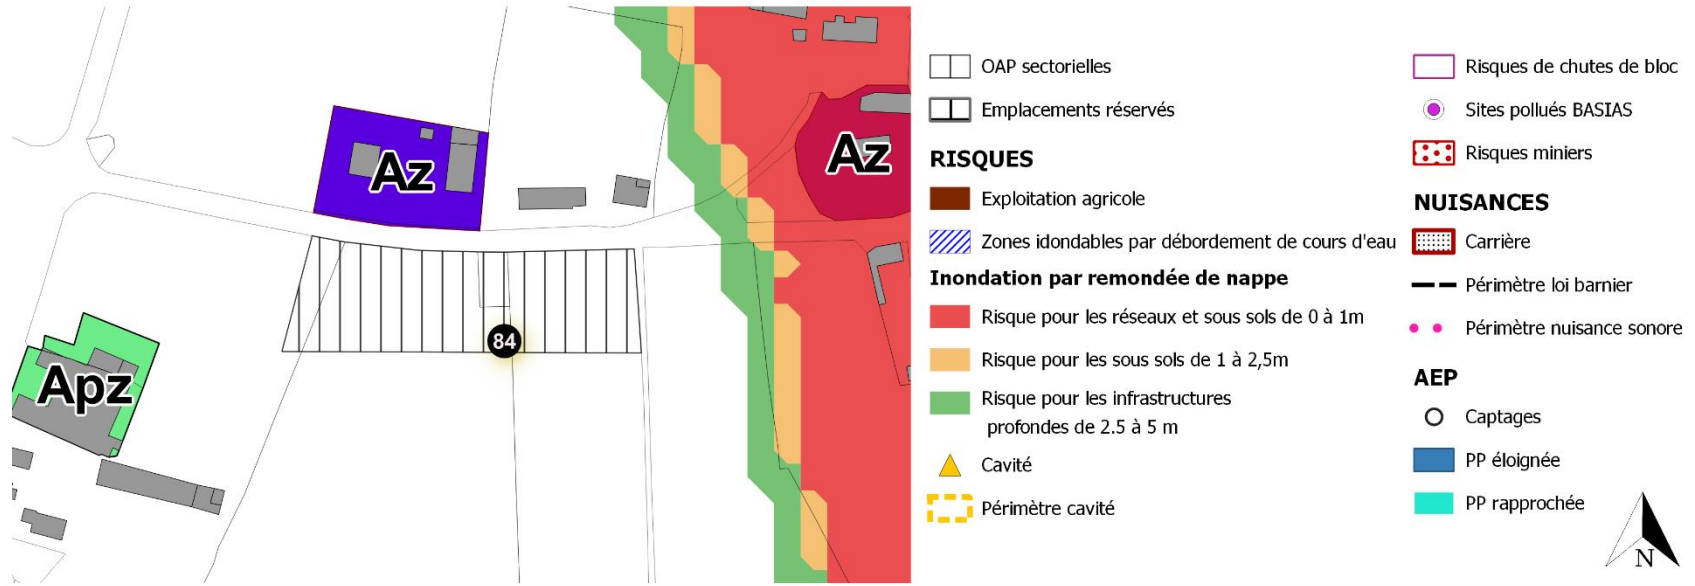 Az
Az
84
Apz
OAP sectorielles
Emplacements réservés
RISQUES
Exploitation agricole
Zones idondables par débordement de cours d'eau
Inondation par remondée de nappe
Risque pour les réseaux et sous sols de 0 à 1m
Risque pour les sous sols de 1 à 2,5m
Risque pour les infrastructures
profondes de 2.5 à 5 m
Cavité
Périmètre cavité
Risques de chutes de bloc
Sites pollués BASIAS
Risques miniers
NUISANCES
Carrière
Périmètre loi barnier
Périmètre nuisance sonore
AEP
Captages
PP éloignée
PP rapprochée
N